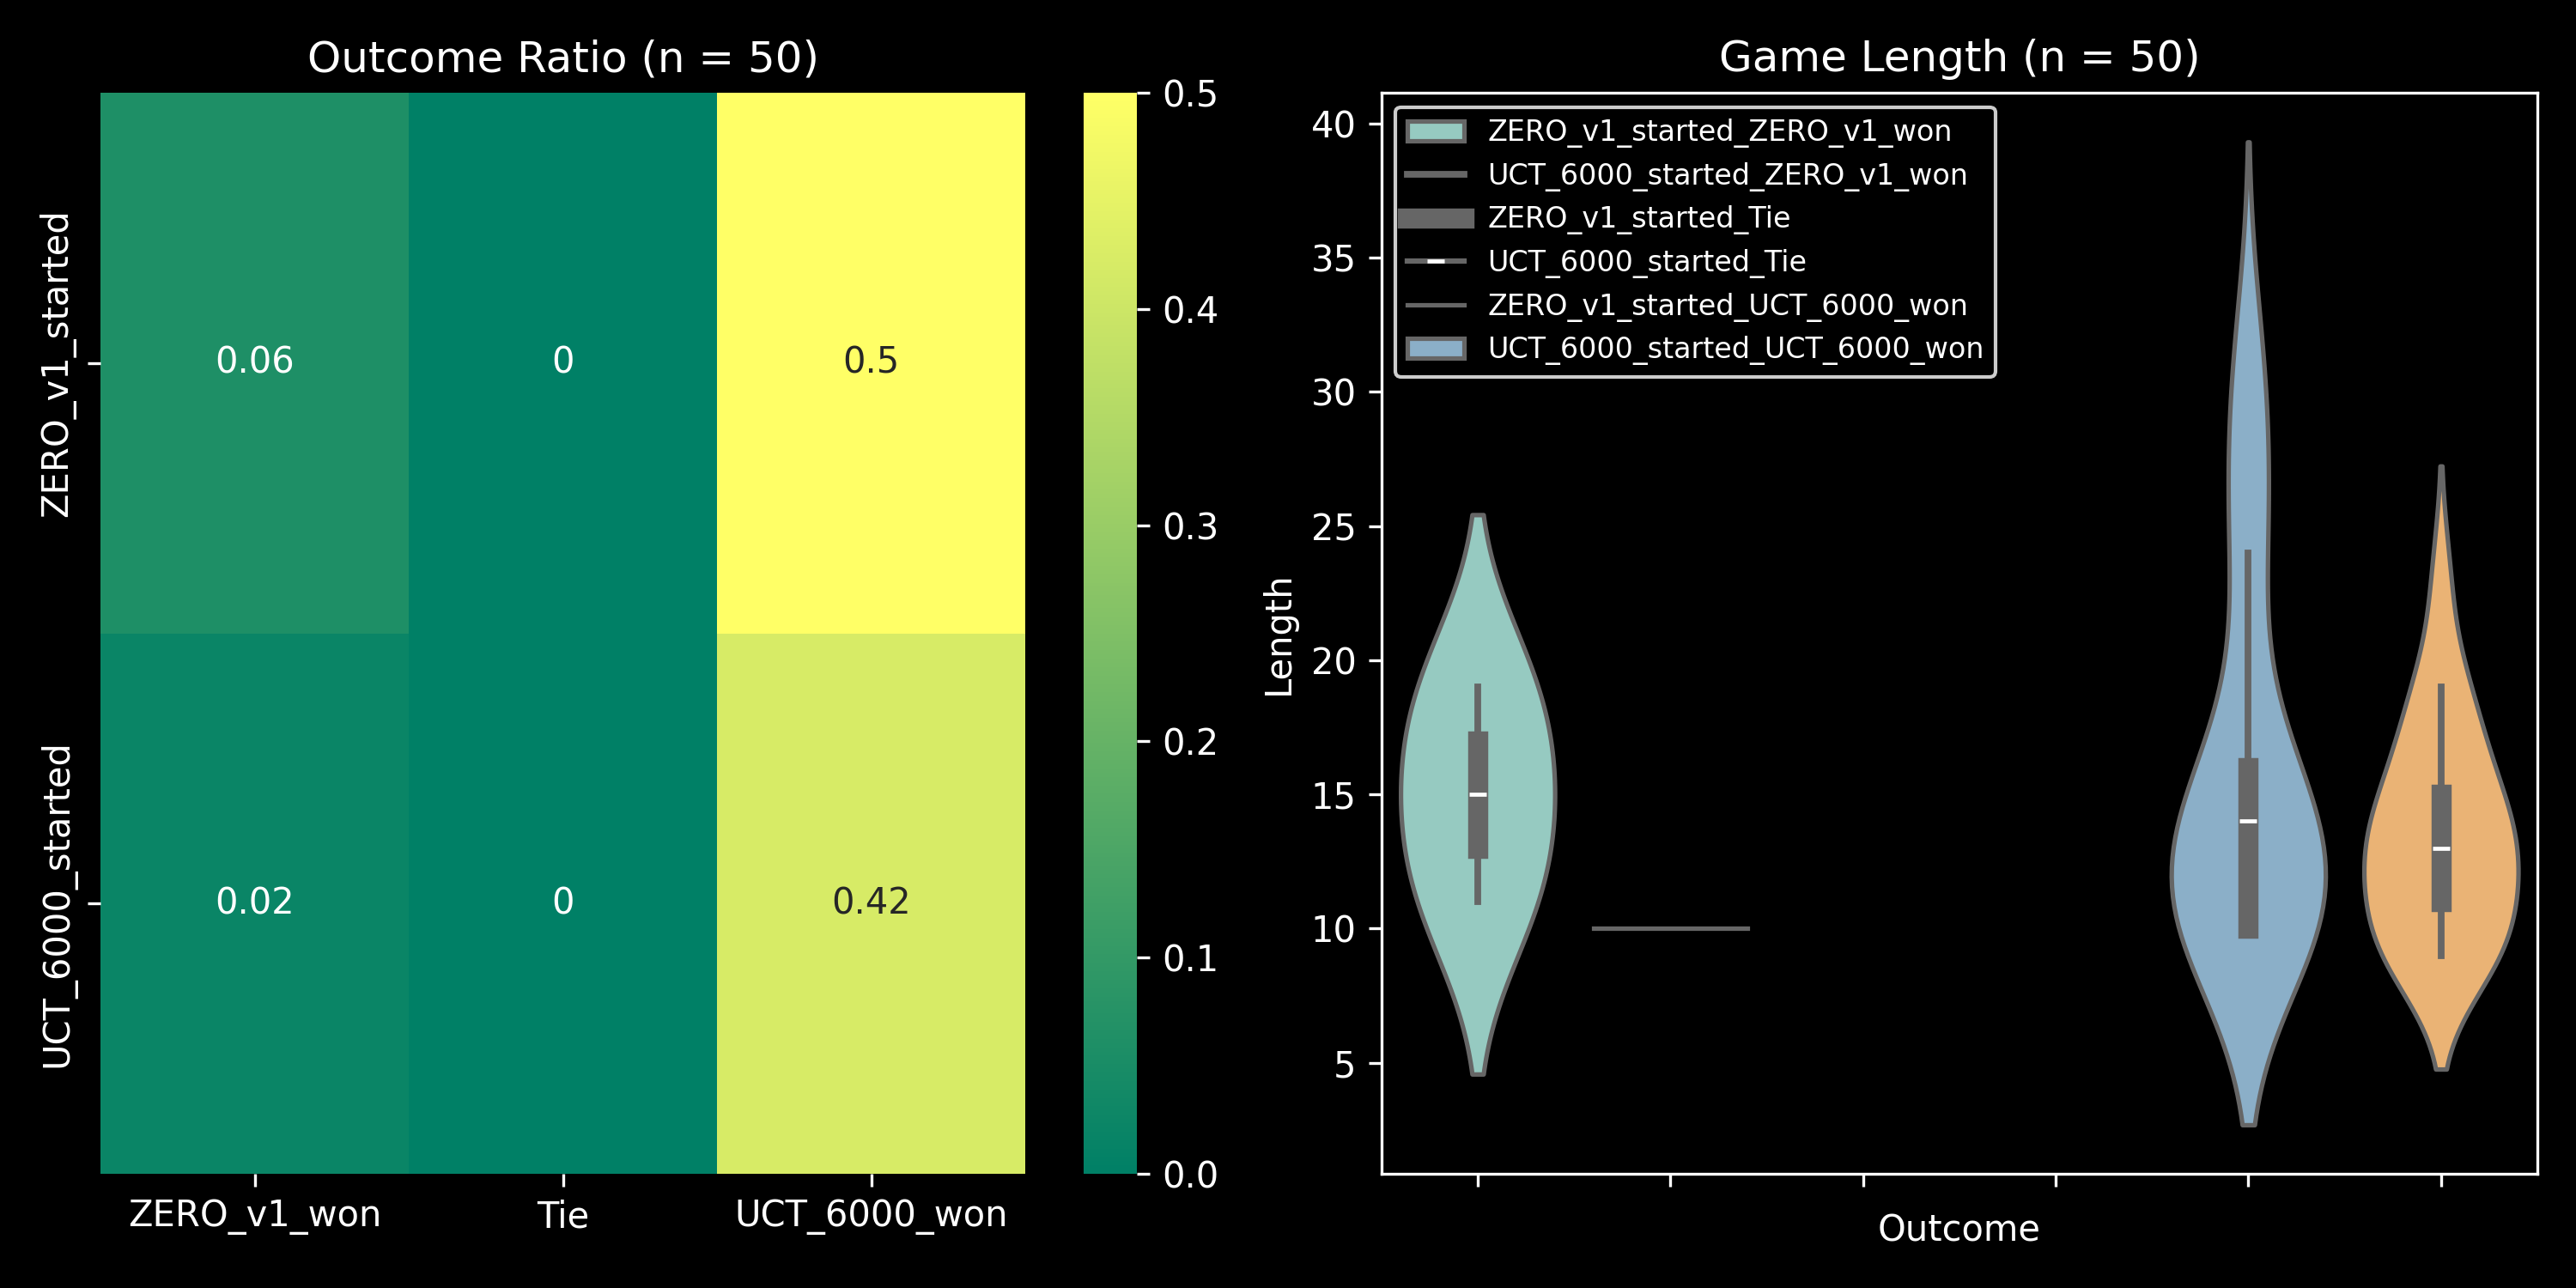 Outcome Ratio (n = 50)
ZERO_v1_started
UCT_6000_started
0.06
0
0.5
0.02
0
0.42
ZERO_v1_won
Tie
UCT_6000_won
0.5
0.4
0.3
0.2
0.1
0.0
Game Length (n = 50)
Length
40
35
30
25
20
15
10
5
ZERO_v1_started_ZERO_v1_won
UCT_6000_started_ZERO_v1_won
ZERO_v1_started_Tie
UCT_6000_started_Tie
ZERO_v1_started_UCT_6000_won
UCT_6000_started_UCT_6000_won
Outcome